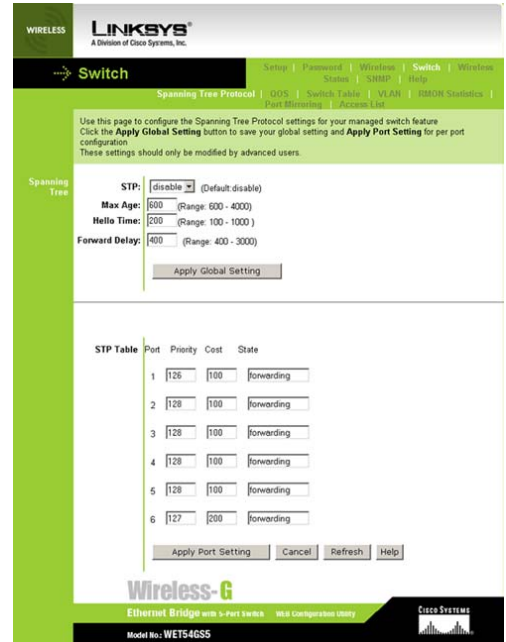 WIRELESS
LINKSYS®
A Division of Cisco Systems, Inc.
Switch
Setup | Password | Wireless | Switch | Wireless
Status | SNMP | Help
Spanning Tree Protocol | QOS | Switch Table | VLAN | RMON Statistics |
Port Mirroring | Access List
Use this page to configure the Spanning Tree Protocol settings for your managed switch feature
Click the Apply Global Setting button to save your global setting and Apply Port Setting for per port
configuration
These settings should only be modified by advanced users.
Spanning
Tree
STP: disable (Default:disable)
Max Age: 600 (Range: 600 - 4000)
Hello Time: 200 (Range: 100 - 1000 )
Forward Delay: 400 (Range: 400 - 3000)
Apply Global Setting
STP Table Port Priority Cost State
1 126 100 forwarding
2 128 100 forwarding
3 128 100 forwarding
4 128 100 forwarding
5 128 100 forwarding
6 127 200 forwarding
Apply Port Setting Cancel Refresh Help
Wireless-G
Ethernet Bridge with 5-Port Switch WEB Configuration Utility
CISCO SYSTEMS
Model No.: WET54GS5